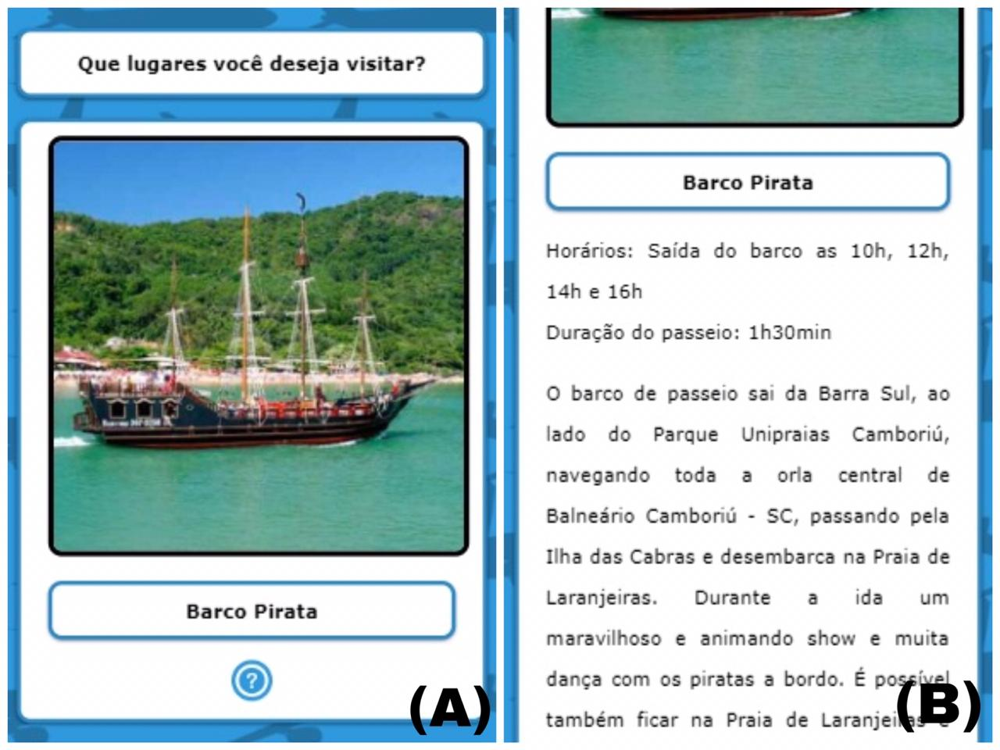 Que lugares você deseja visitar?
Barco Pirata
?
(A)
Barco Pirata
Horários: Saída do barco as 10h, 12h,
14h e 16h
Duração do passeio: 1h30min
O barco de passeio sai da Barra Sul, ao
lado do Parque Unipraias Camboriú,
navegando toda a orla central de
Balneário Camboriú - SC, passando pela
Ilha das Cabras e desembarca na Praia de
Laranjeiras. Durante a ida um
maravilhoso e animando show e muita
dança com os piratas a bordo. É possível
também ficar na Praia de Laranjeiras e
(B)